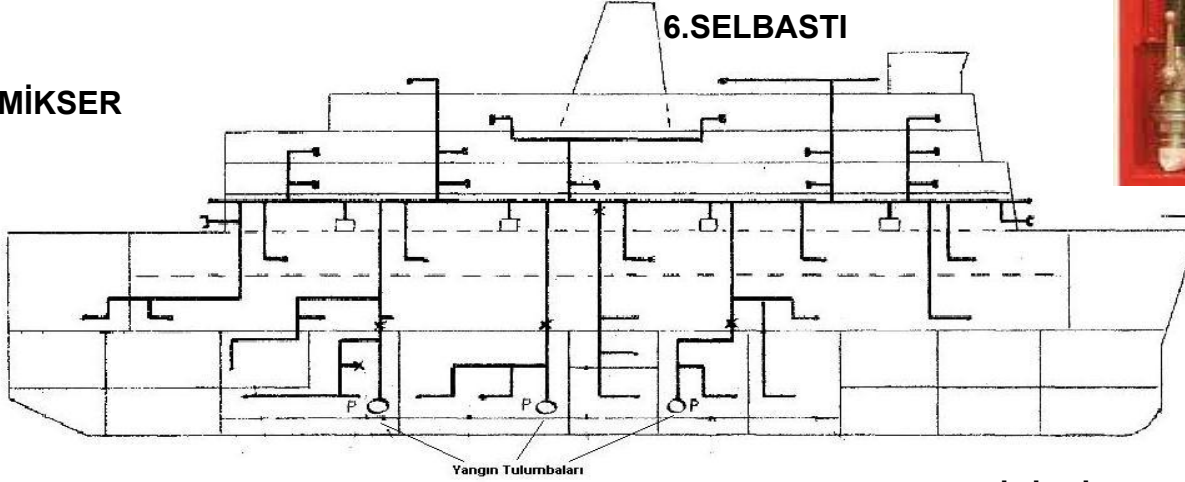 6.SELBASTI
MİKSER
P
P
P
Yangın Tulumbaları